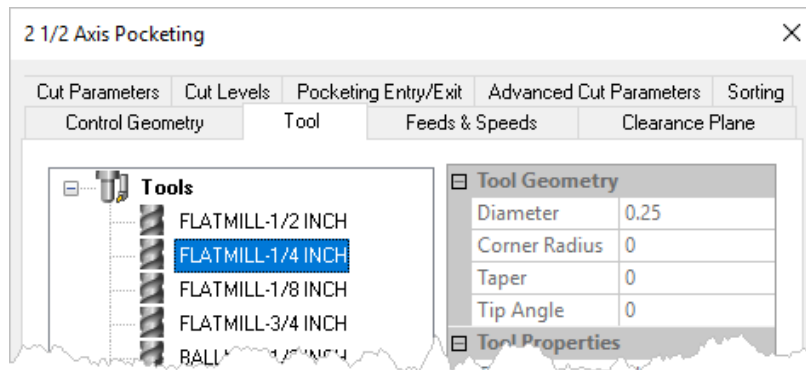 2 1/2 Axis Pocketing
Cut Parameters Cut Levels Pocketing Entry/Exit Advanced Cut Parameters Sorting
Control Geometry Tool Feeds & Speeds Clearance Plane
Tools
FLATMILL-1/2 INCH
FLATMILL-1/4 INCH
FLATMILL-1/8 INCH
FLATMILL-3/4 INCH
Tool Geometry
Diameter 0.25
Corner Radius 0
Taper 0
Tip Angle 0
Tool Properties